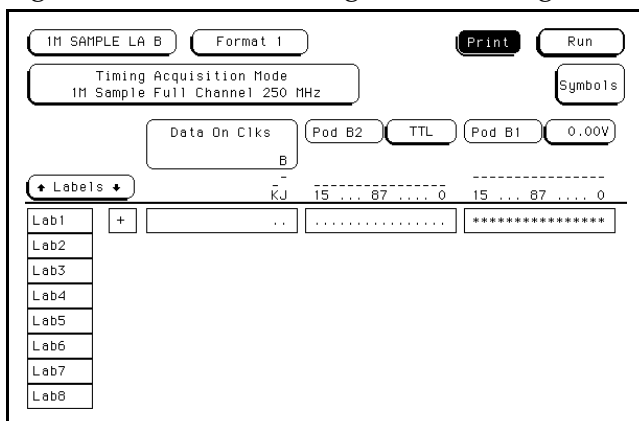 1M SAMPLE LA B Format 1 Print Run
Timing Acquisition Mode
1M Sample Full Channel 250 MHz
Symbols
Data On Clks Pod B2 TTL Pod B1 0.00V
B
↑ Labels ↓ KJ 15 ... 87 .... 0 15 ... 87 .... 0
Lab1 + .. ................ ****************
Lab2
Lab3
Lab4
Lab5
Lab6
Lab7
Lab8